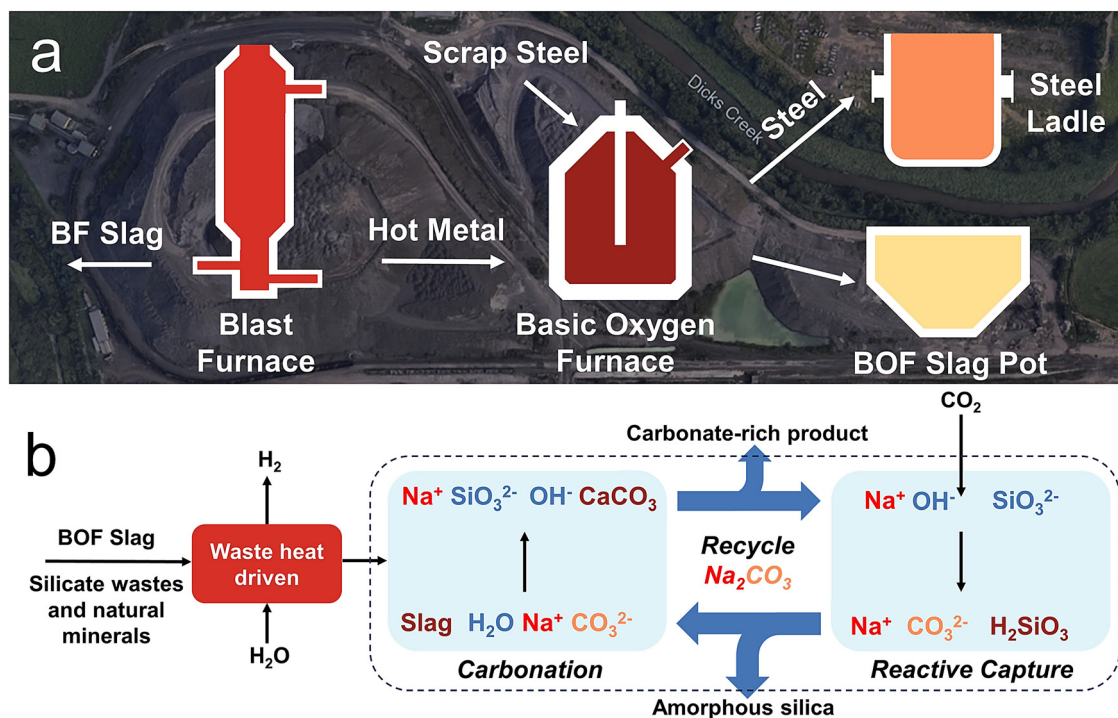 a
Scrap Steel
Dicks Creek
Steel
Steel
Ladle
BF Slag
Hot Metal
Blast
Furnace
Basic Oxygen
Furnace
BOF Slag Pot
b
CO₂
Carbonate-rich product
H₂
BOF Slag
Waste heat
driven
Silicate wastes
and natural
minerals
H₂O
Na⁺ SiO₃²⁻ OH⁻ CaCO₃
Slag H₂O Na⁺ CO₃²⁻
Carbonation
Recycle
Na₂CO₃
Na⁺ OH⁻ SiO₃²⁻
Na⁺ CO₃²⁻ H₂SiO₃
Reactive Capture
Amorphous silica